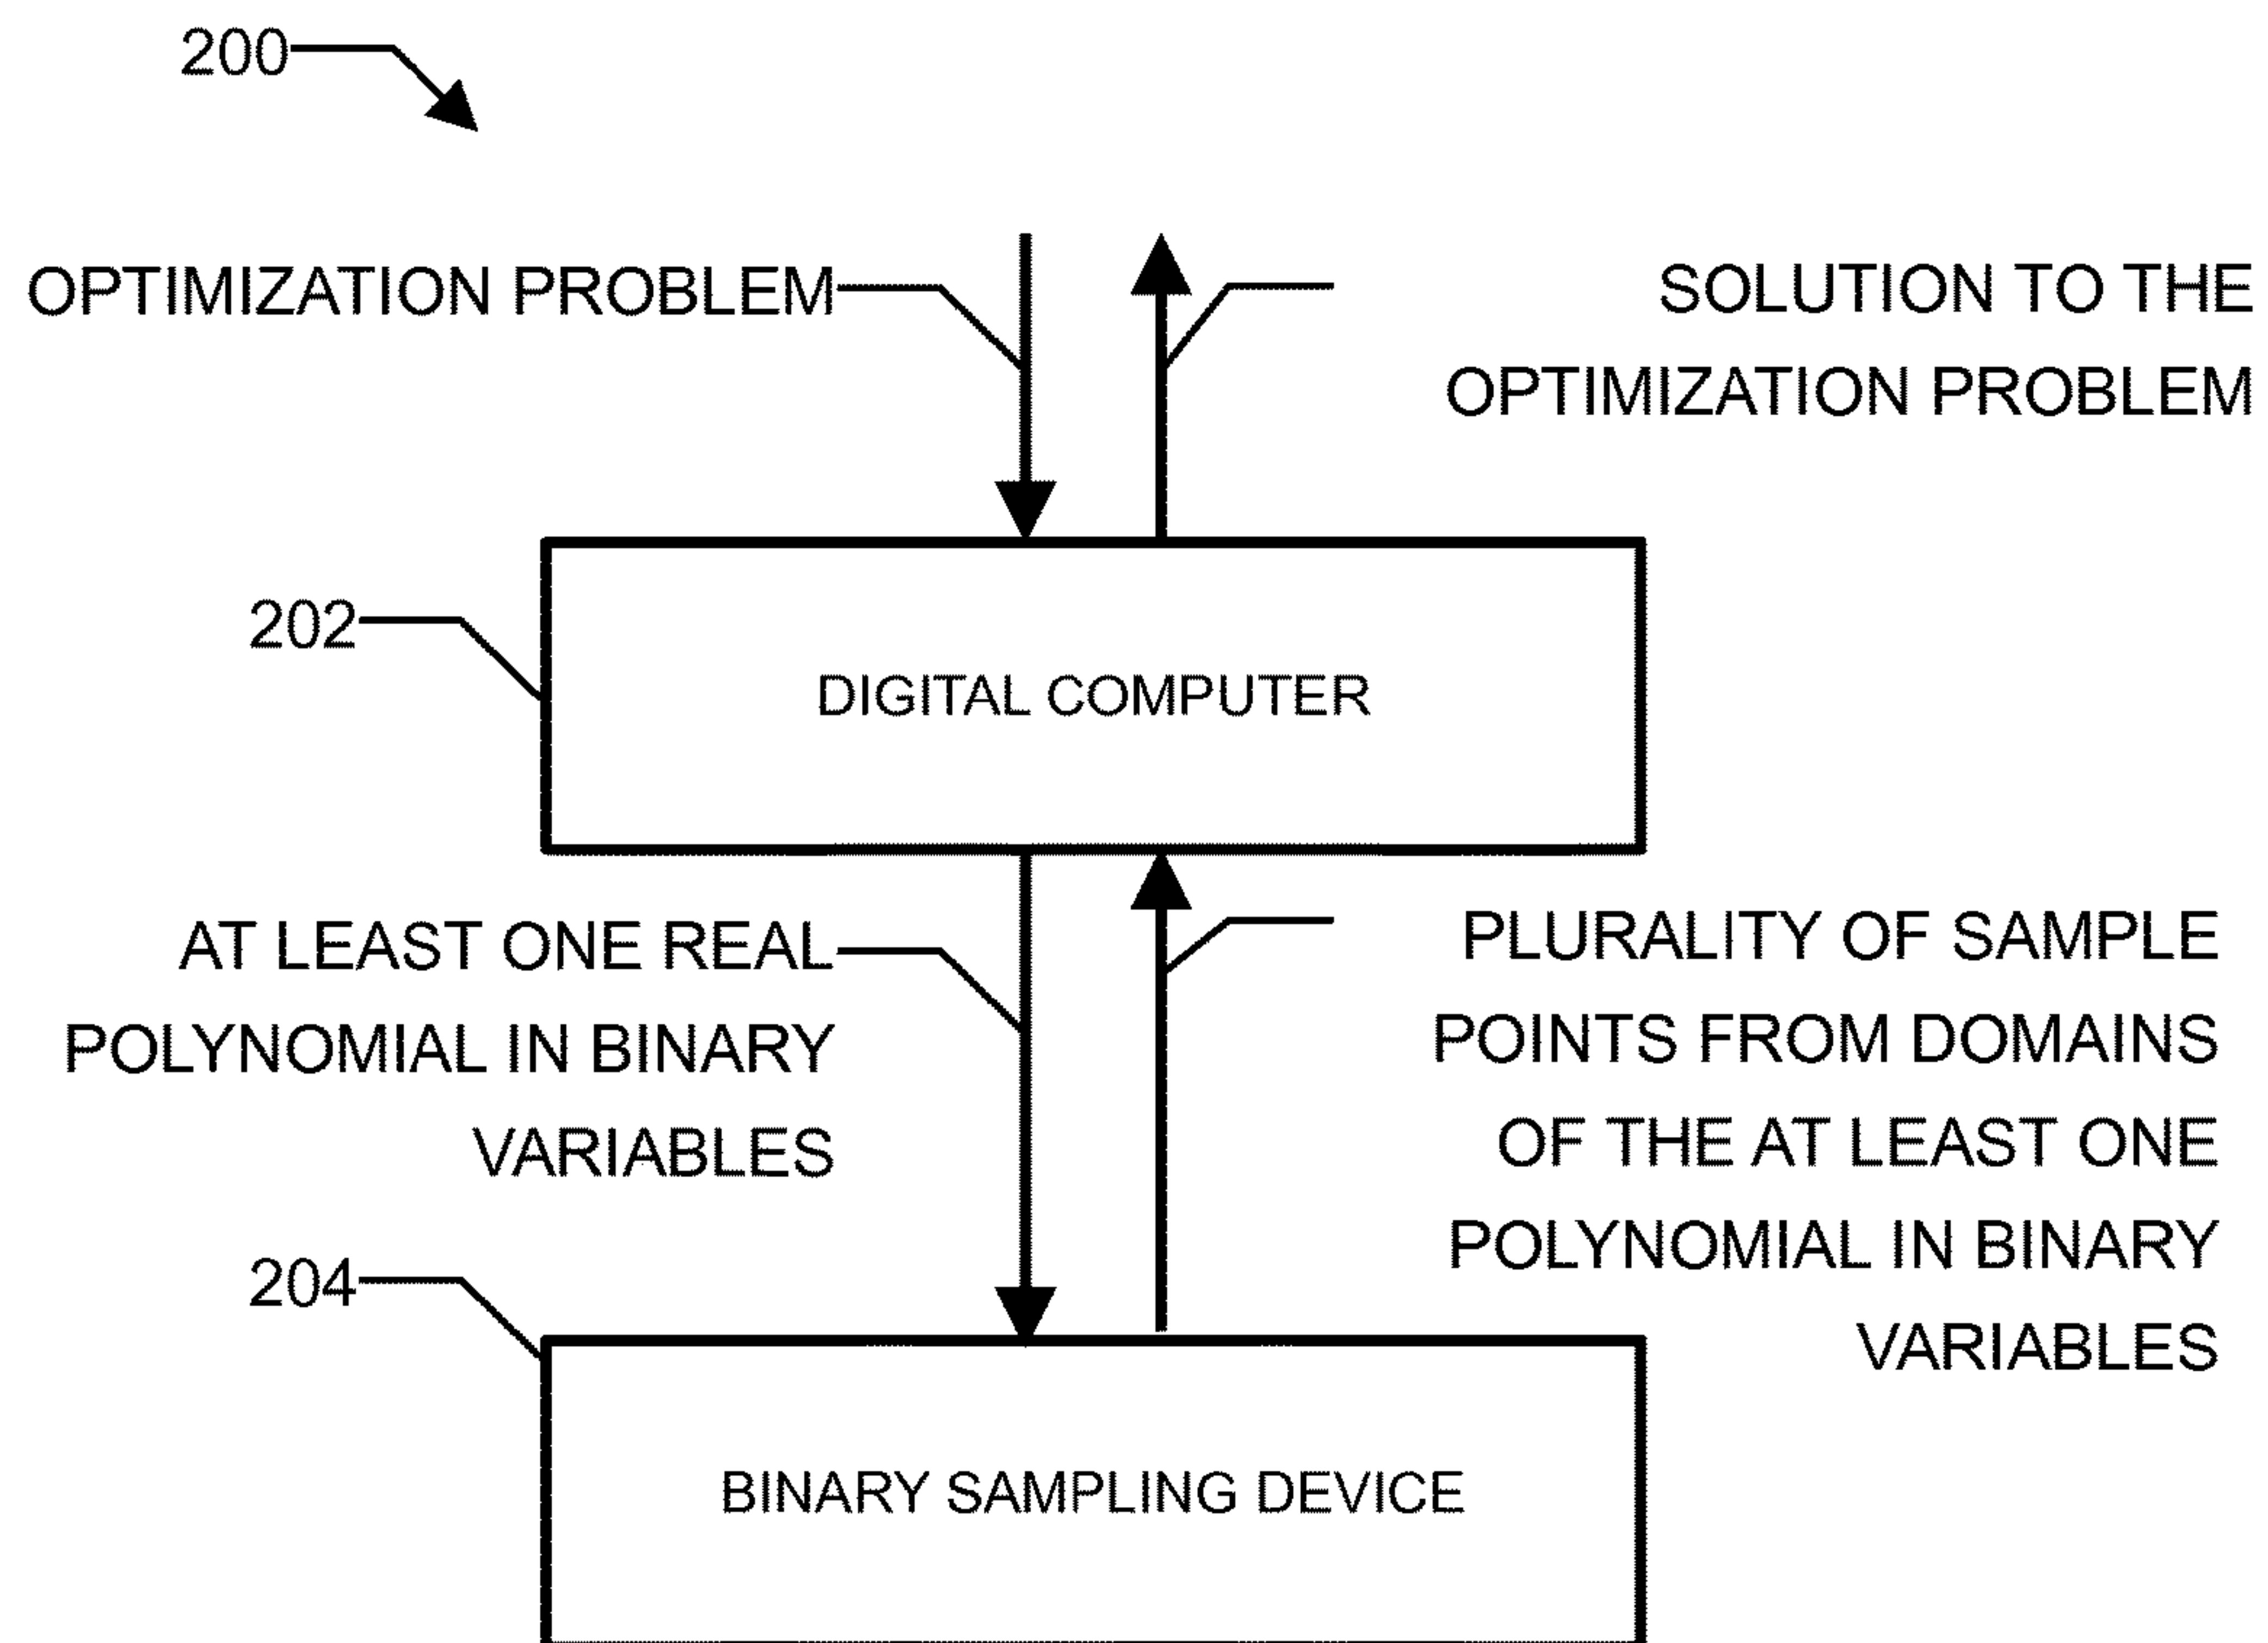 200
OPTIMIZATION PROBLEM
SOLUTION TO THE
OPTIMIZATION PROBLEM
202
DIGITAL COMPUTER
AT LEAST ONE REAL
POLYNOMIAL IN BINARY
VARIABLES
PLURALITY OF SAMPLE
POINTS FROM DOMAINS
OF THE AT LEAST ONE
POLYNOMIAL IN BINARY
VARIABLES
204
BINARY SAMPLING DEVICE